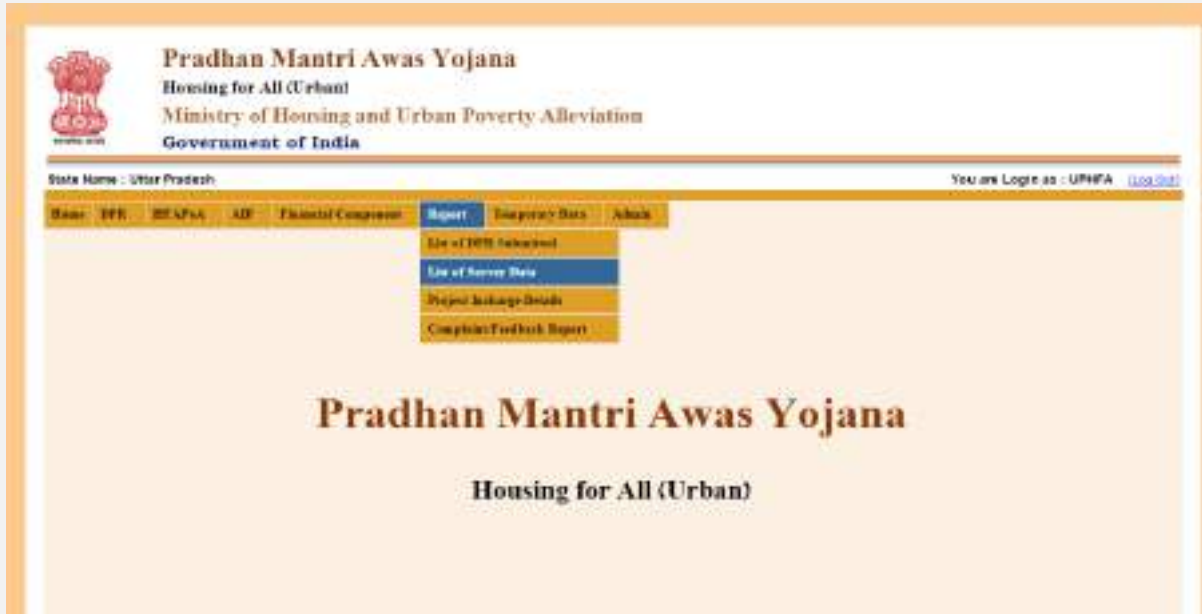 Pradhan Mantri Awas Yojana
Housing for All (Urban)
Ministry of Housing and Urban Poverty Alleviation
Government of India
State Name : Uttar Pradesh
You are Login as : UPHFA (Log Out)
Home DPR HFAPoA AIP Financial Component Report Temporary Data Admin
List of DPR Submitted
List of Server Data
Project Incharge Details
Complaint/Feedback Report
Pradhan Mantri Awas Yojana
Housing for All (Urban)